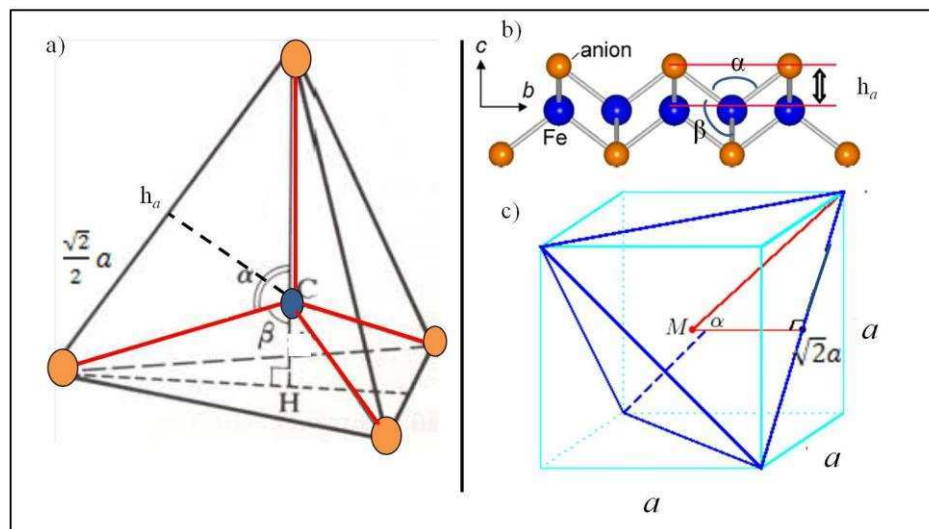 a)
h_a
√2/2 a
α
C
β
H
b)
c
b
anion
α
h_a
β
Fe
c)
M
α
√2a
a
a
a